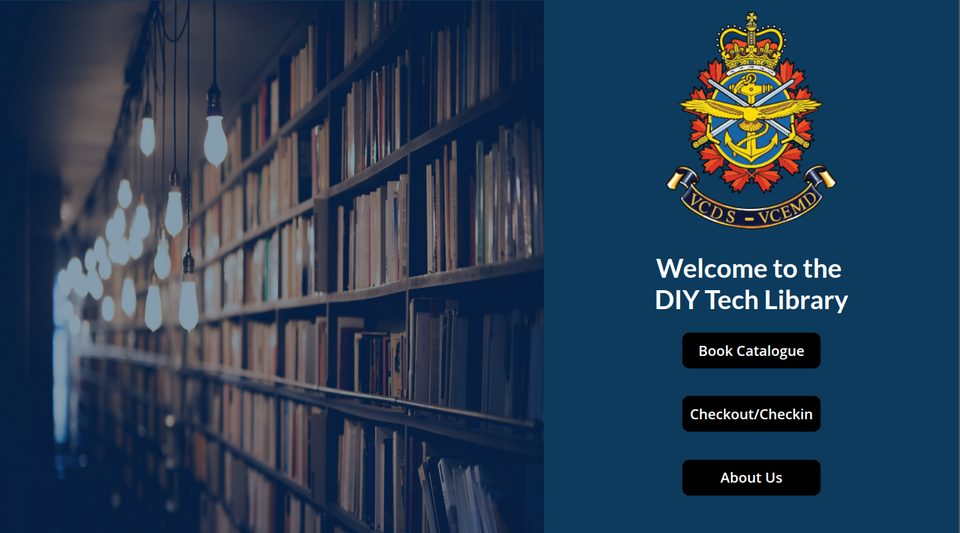 VCDS - VCEMD
Welcome to the
DIY Tech Library
Book Catalogue
Checkout/Checkin
About Us